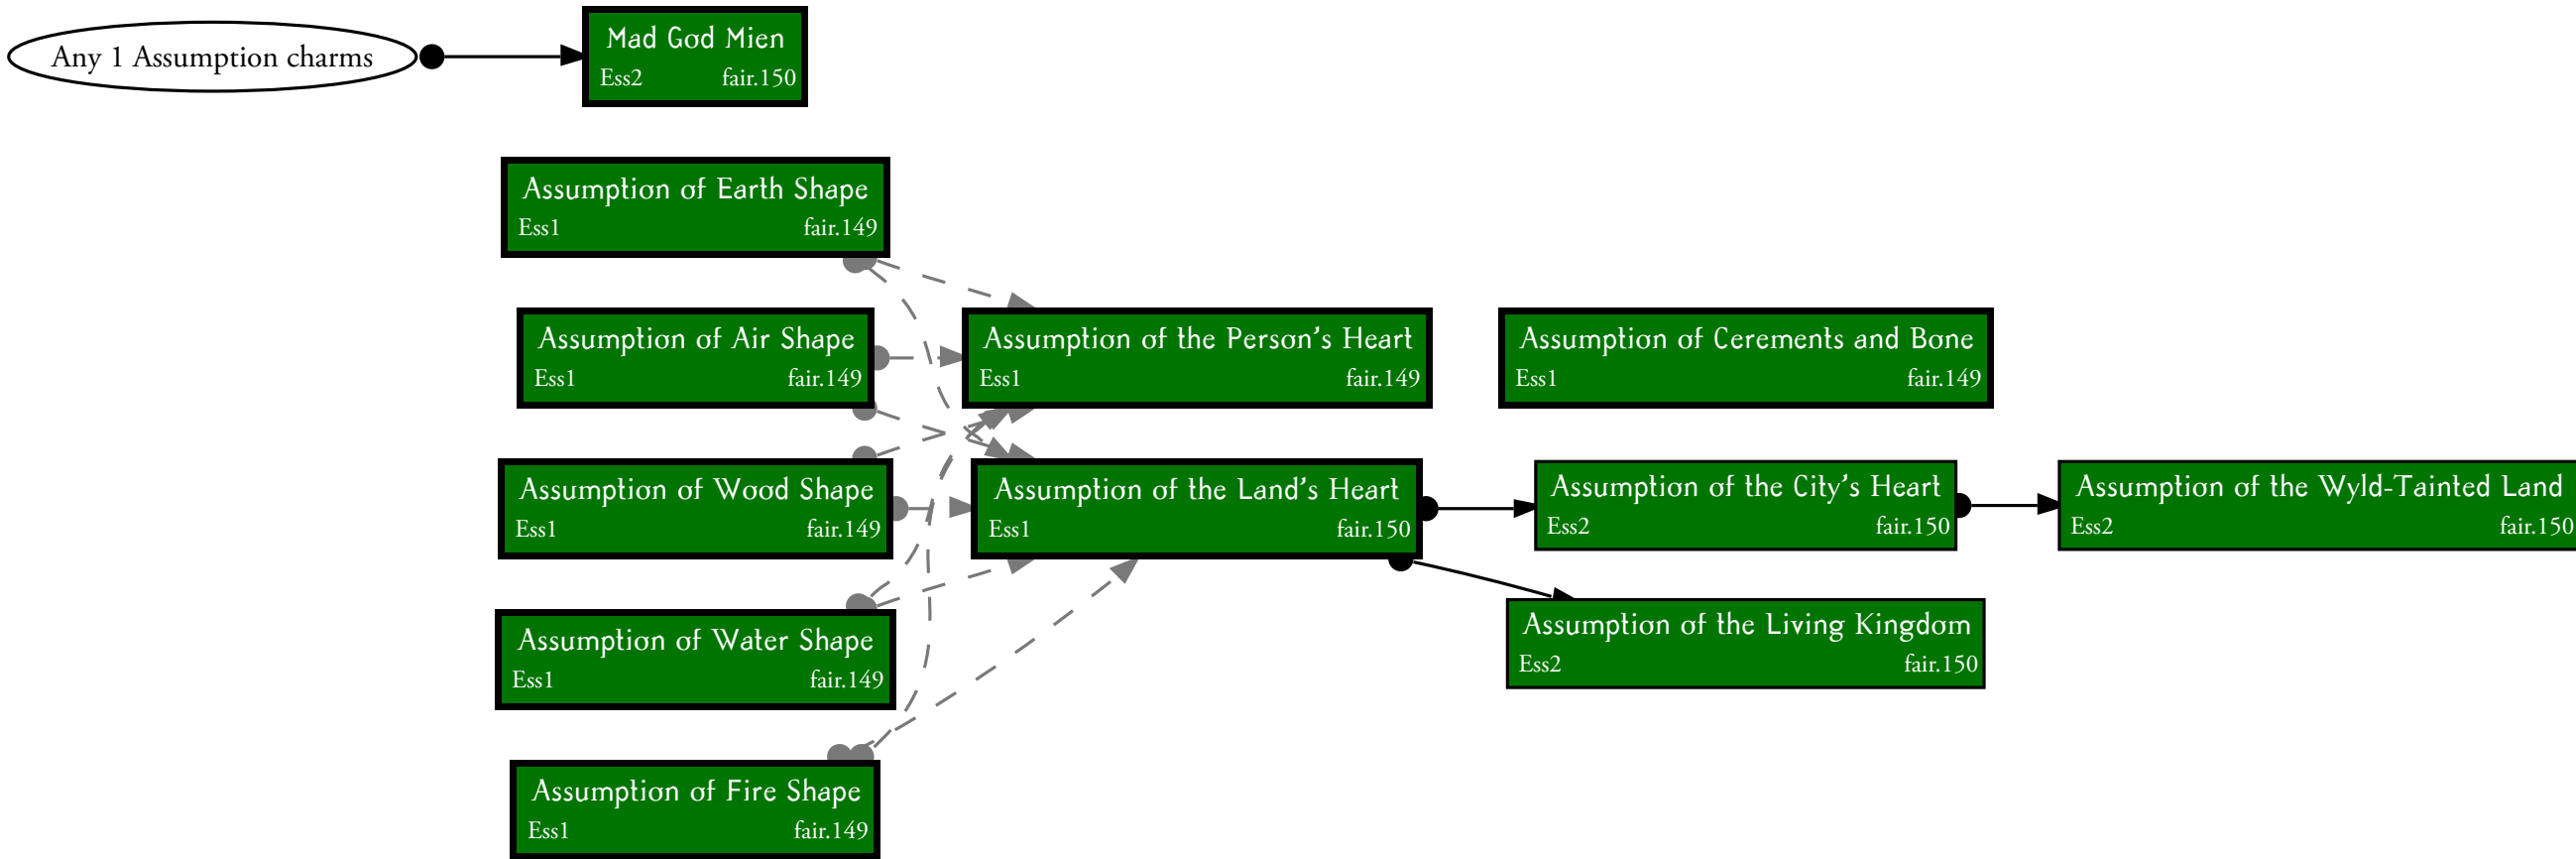 Any 1 Assumption charms
Mad God Mien
Ess2 fair.150
Assumption of Earth Shape
Ess1 fair.149
Assumption of Air Shape
Ess1 fair.149
Assumption of the Person's Heart
Ess1 fair.149
Assumption of Cerements and Bone
Ess1 fair.149
Assumption of Wood Shape
Ess1 fair.149
Assumption of the Land's Heart
Ess1 fair.150
Assumption of the City's Heart
Ess2 fair.150
Assumption of the Wyld-Tainted Land
Ess2 fair.150
Assumption of Water Shape
Ess1 fair.149
Assumption of the Living Kingdom
Ess2 fair.150
Assumption of Fire Shape
Ess1 fair.149